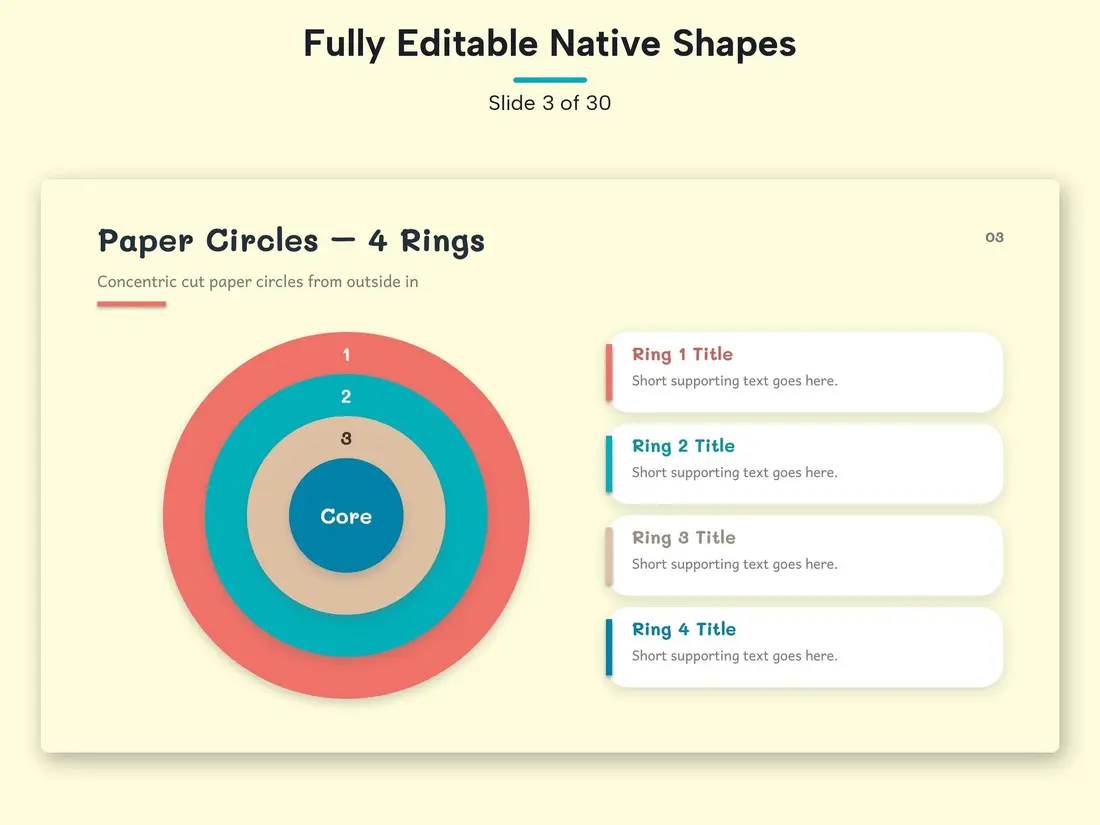 Fully Editable Native Shapes
Slide 3 of 30
Paper Circles — 4 Rings
03
Concentric cut paper circles from outside in
1
2
3
Core
Ring 1 Title
Short supporting text goes here.
Ring 2 Title
Short supporting text goes here.
Ring 3 Title
Short supporting text goes here.
Ring 4 Title
Short supporting text goes here.